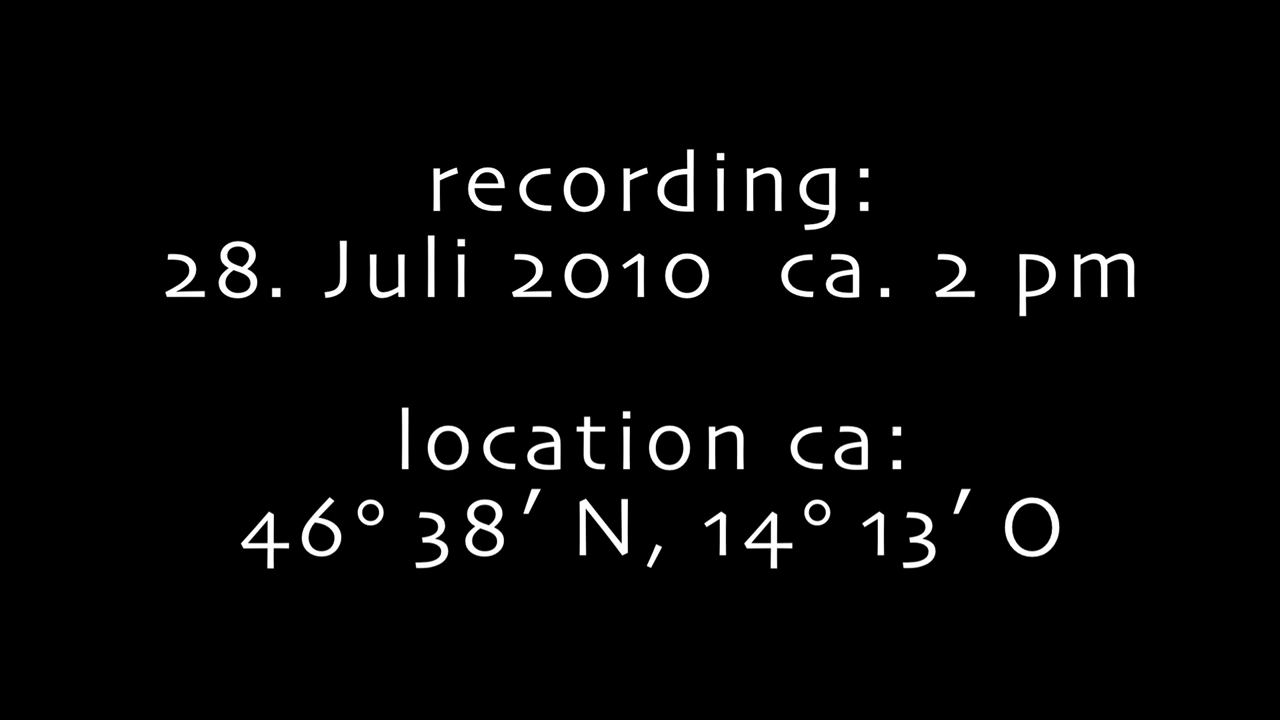 recording:
28. Juli 2010  ca. 2 pm
location ca:
46° 38′ N, 14° 13′ O